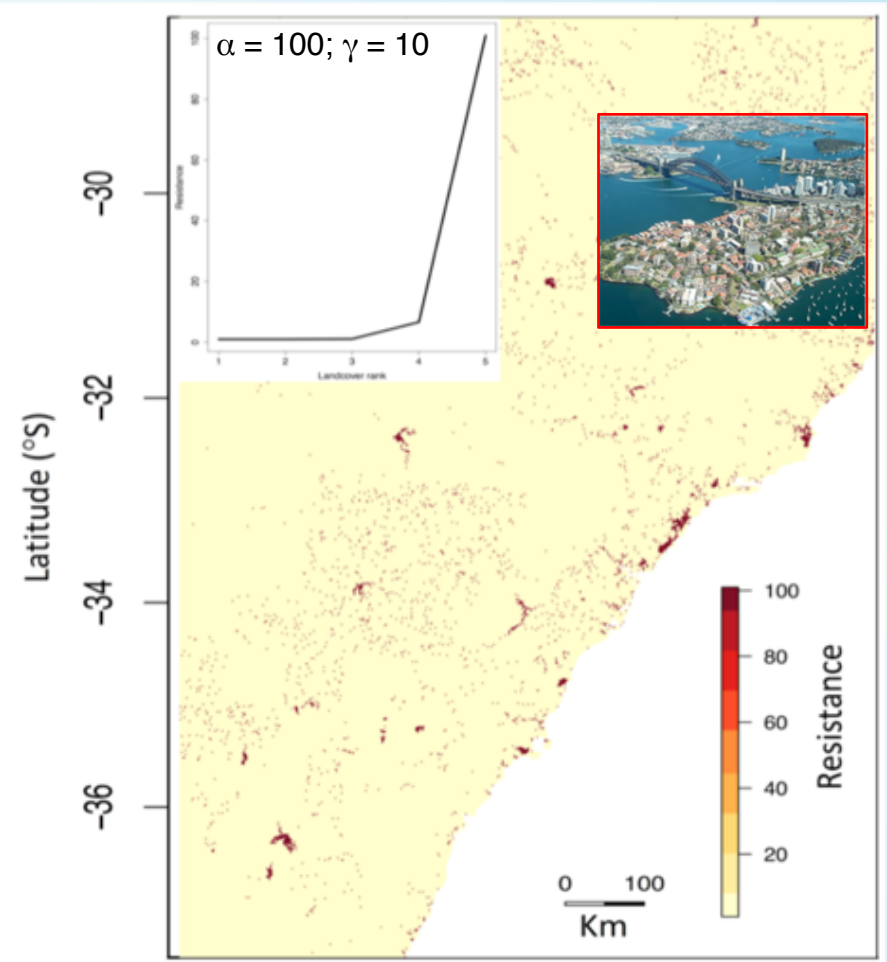 α = 100; γ = 10
100
80
60
40
20
0
Resistance
1 2 3 4 5
Landcover rank
Latitude (°S)
−30
−32
−34
−36
100
80
60
40
20
Resistance
0 100
Km